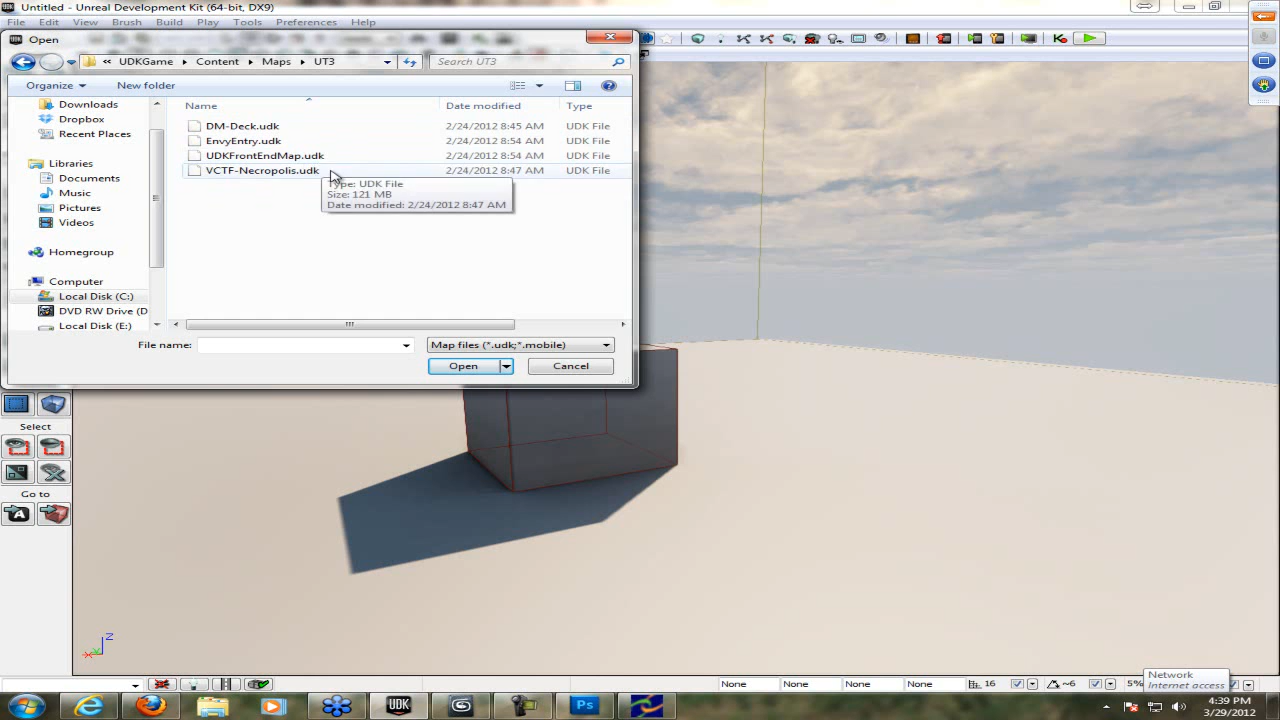 Untitled - Unreal Development Kit (64-bit, DX9)
File Edit View Brush Build Play Tools Preferences Help
Open
« UDKGame Content Maps UT3 Search UT3
Organize New folder
Name Date modified Type
Downloads
Dropbox
Recent Places
Libraries
Documents
Music
Pictures
Videos
Homegroup
Computer
Local Disk (C:)
DVD RW Drive (D
Local Disk (E:)
DM-Deck.udk 2/24/2012 8:45 AM UDK File
EnvyEntry.udk 2/24/2012 8:54 AM UDK File
UDKFrontEndMap.udk 2/24/2012 8:54 AM UDK File
VCTF-Necropolis.udk 2/24/2012 8:47 AM UDK File
Type: UDK File
Size: 121 MB
Date modified: 2/24/2012 8:47 AM
File name: Map files (*.udk;*.mobile)
Open Cancel
Select
Go to
A
Z
X
None None None None 16 ~6 5%
Network
Internet access
UDK Ps
4:39 PM
3/29/2012